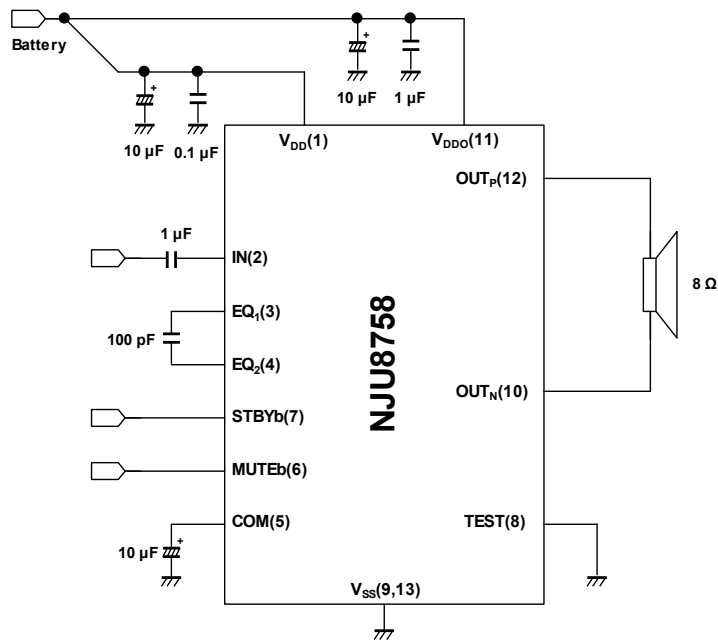 Battery
10 µF
1 µF
10 µF
0.1 µF
VDD(1)
VDDO(11)
OUTP(12)
1 µF
IN(2)
EQ1(3)
100 pF
EQ2(4)
8 Ω
NJU8758
OUTN(10)
STBYb(7)
MUTEb(6)
COM(5)
TEST(8)
10 µF
+
+
+
VSS(9,13)